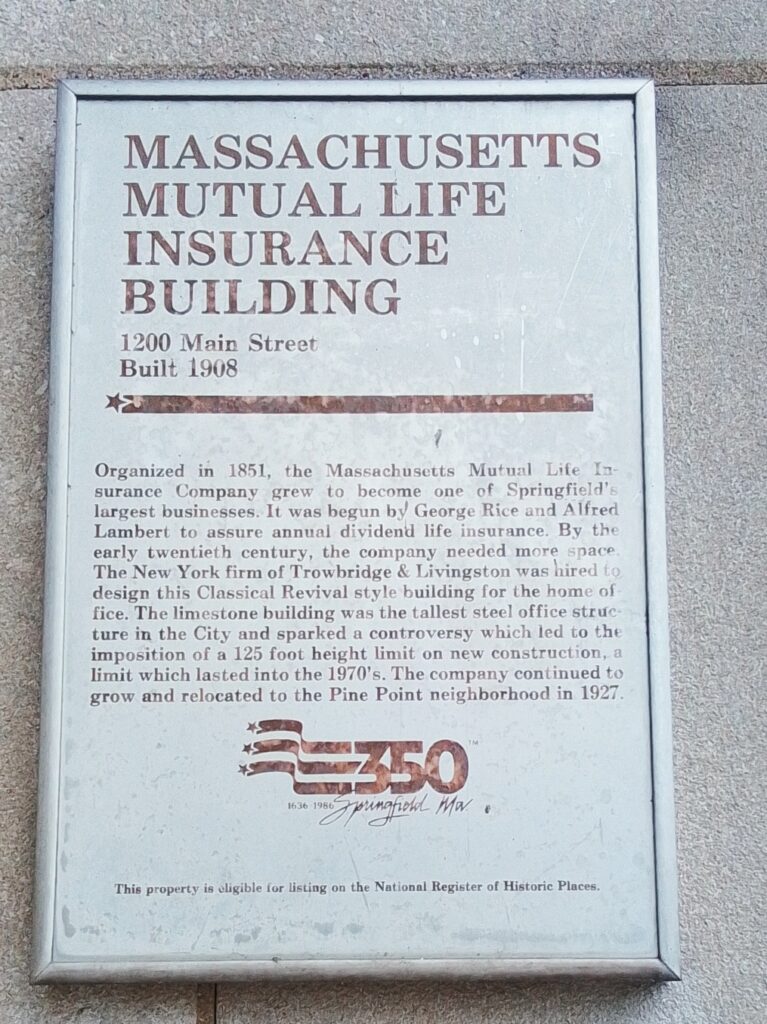 MASSACHUSETTS
MUTUAL LIFE
INSURANCE
BUILDING
1200 Main Street
Built 1908
Organized in 1851, the Massachusetts Mutual Life In-
surance Company grew to become one of Springfield's
largest businesses. It was begun by George Rice and Alfred
Lambert to assure annual dividend life insurance. By the
early twentieth century, the company needed more space.
The New York firm of Trowbridge & Livingston was hired to
design this Classical Revival style building for the home of-
fice. The limestone building was the tallest steel office struc-
ture in the City and sparked a controversy which led to the
imposition of a 125 foot height limit on new construction, a
limit which lasted into the 1970's. The company continued to
grow and relocated to the Pine Point neighborhood in 1927.
350 ™
1636 1986 Springfield Ma
This property is eligible for listing on the National Register of Historic Places.